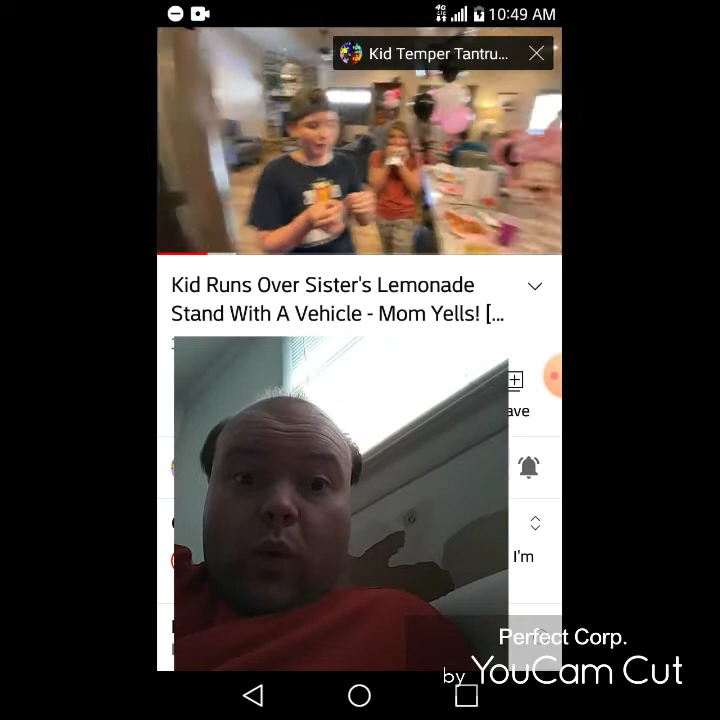 10:49 AM
Kid Temper Tantru...
Kid Runs Over Sister's Lemonade
Stand With A Vehicle - Mom Yells! [...
ave
I'm
Perfect Corp.
by YouCam Cut